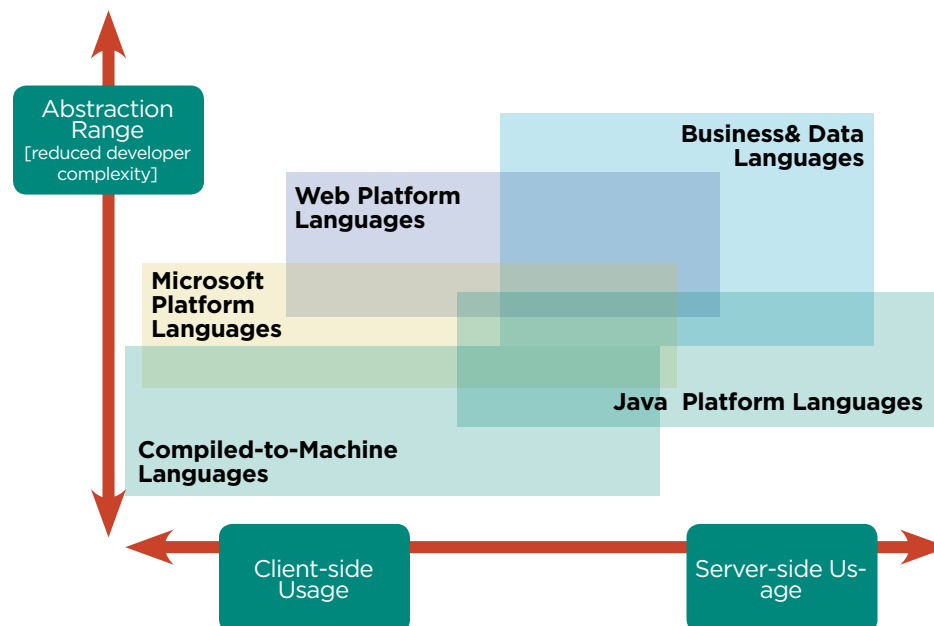 Abstraction
Range
[reduced developer
complexity]
Business& Data
Languages
Web Platform
Languages
Microsoft
Platform
Languages
Java Platform Languages
Compiled-to-Machine
Languages
Client-side
Usage
Server-side Us-
age